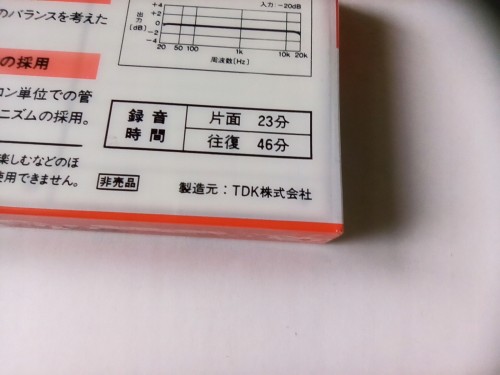 のバランスを考えた
の採用
コン単位での管
ニズムの採用。
楽しむなどのほ
使用できません。
非売品
入力 -20dB
出力[dB]
+4
+2
0
-2
-4
20 50 100 1k 10k 20k
周波数[Hz]
録音時間
片面 23分
往復 46分
製造元：TDK株式会社